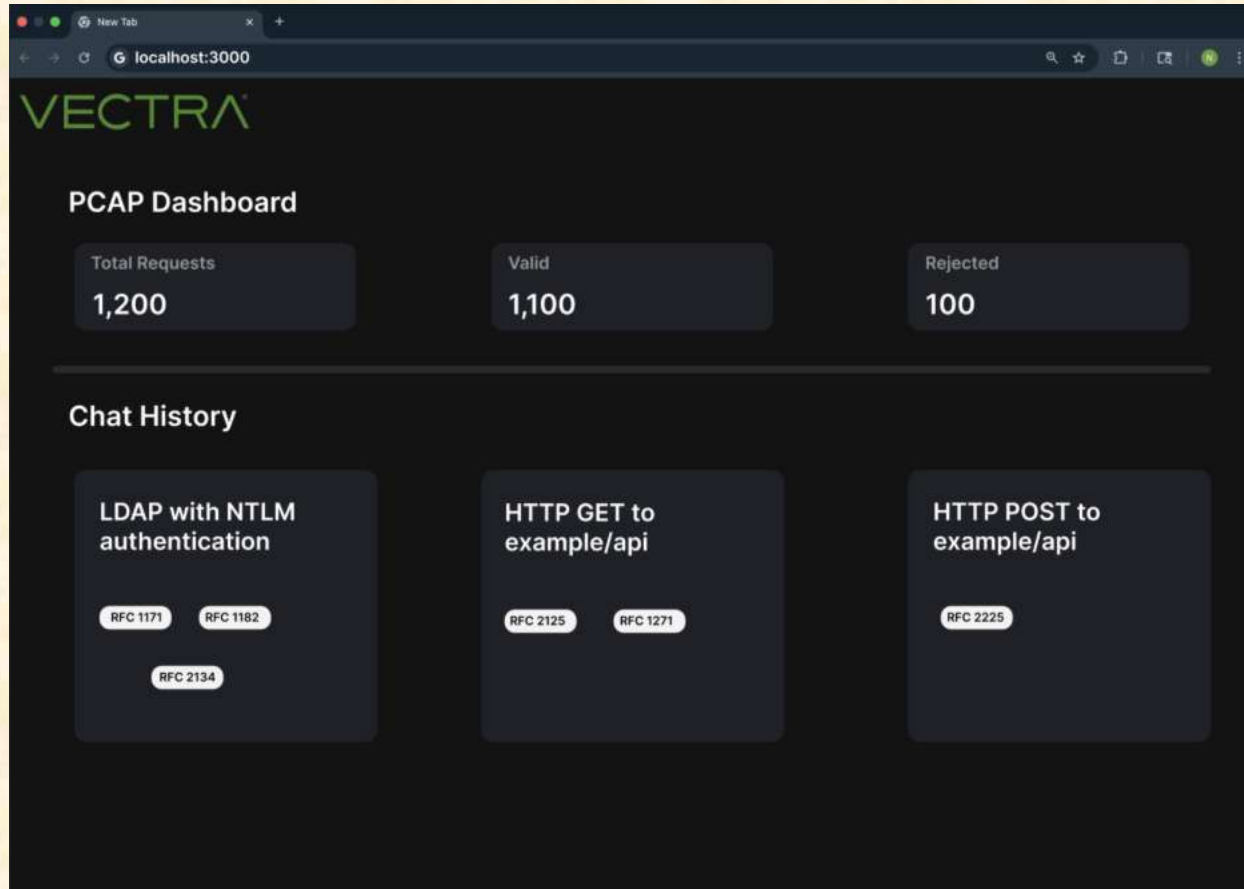 New Tab
G localhost:3000
N
VECTRA
PCAP Dashboard
Total Requests
1,200
Valid
1,100
Rejected
100
Chat History
LDAP with NTLM
authentication
RFC 1171
RFC 1182
RFC 2134
HTTP GET to
example/api
RFC 2125
RFC 1271
HTTP POST to
example/api
RFC 2225